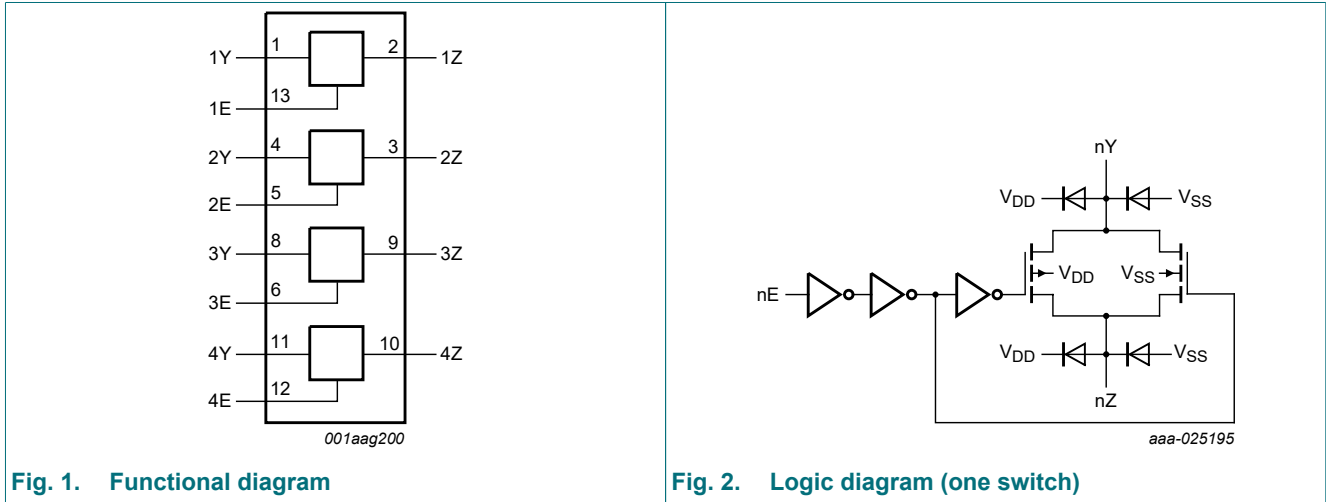 1Y 1 2 1Z
1E 13
2Y 4 3 2Z
2E 5
3Y 8 9 3Z
3E 6
4Y 11 10 4Z
4E 12
001aag200
Fig. 1. Functional diagram
nY
VDD VSS
nE VDD VSS
VDD VSS
nZ
aaa-025195
Fig. 2. Logic diagram (one switch)